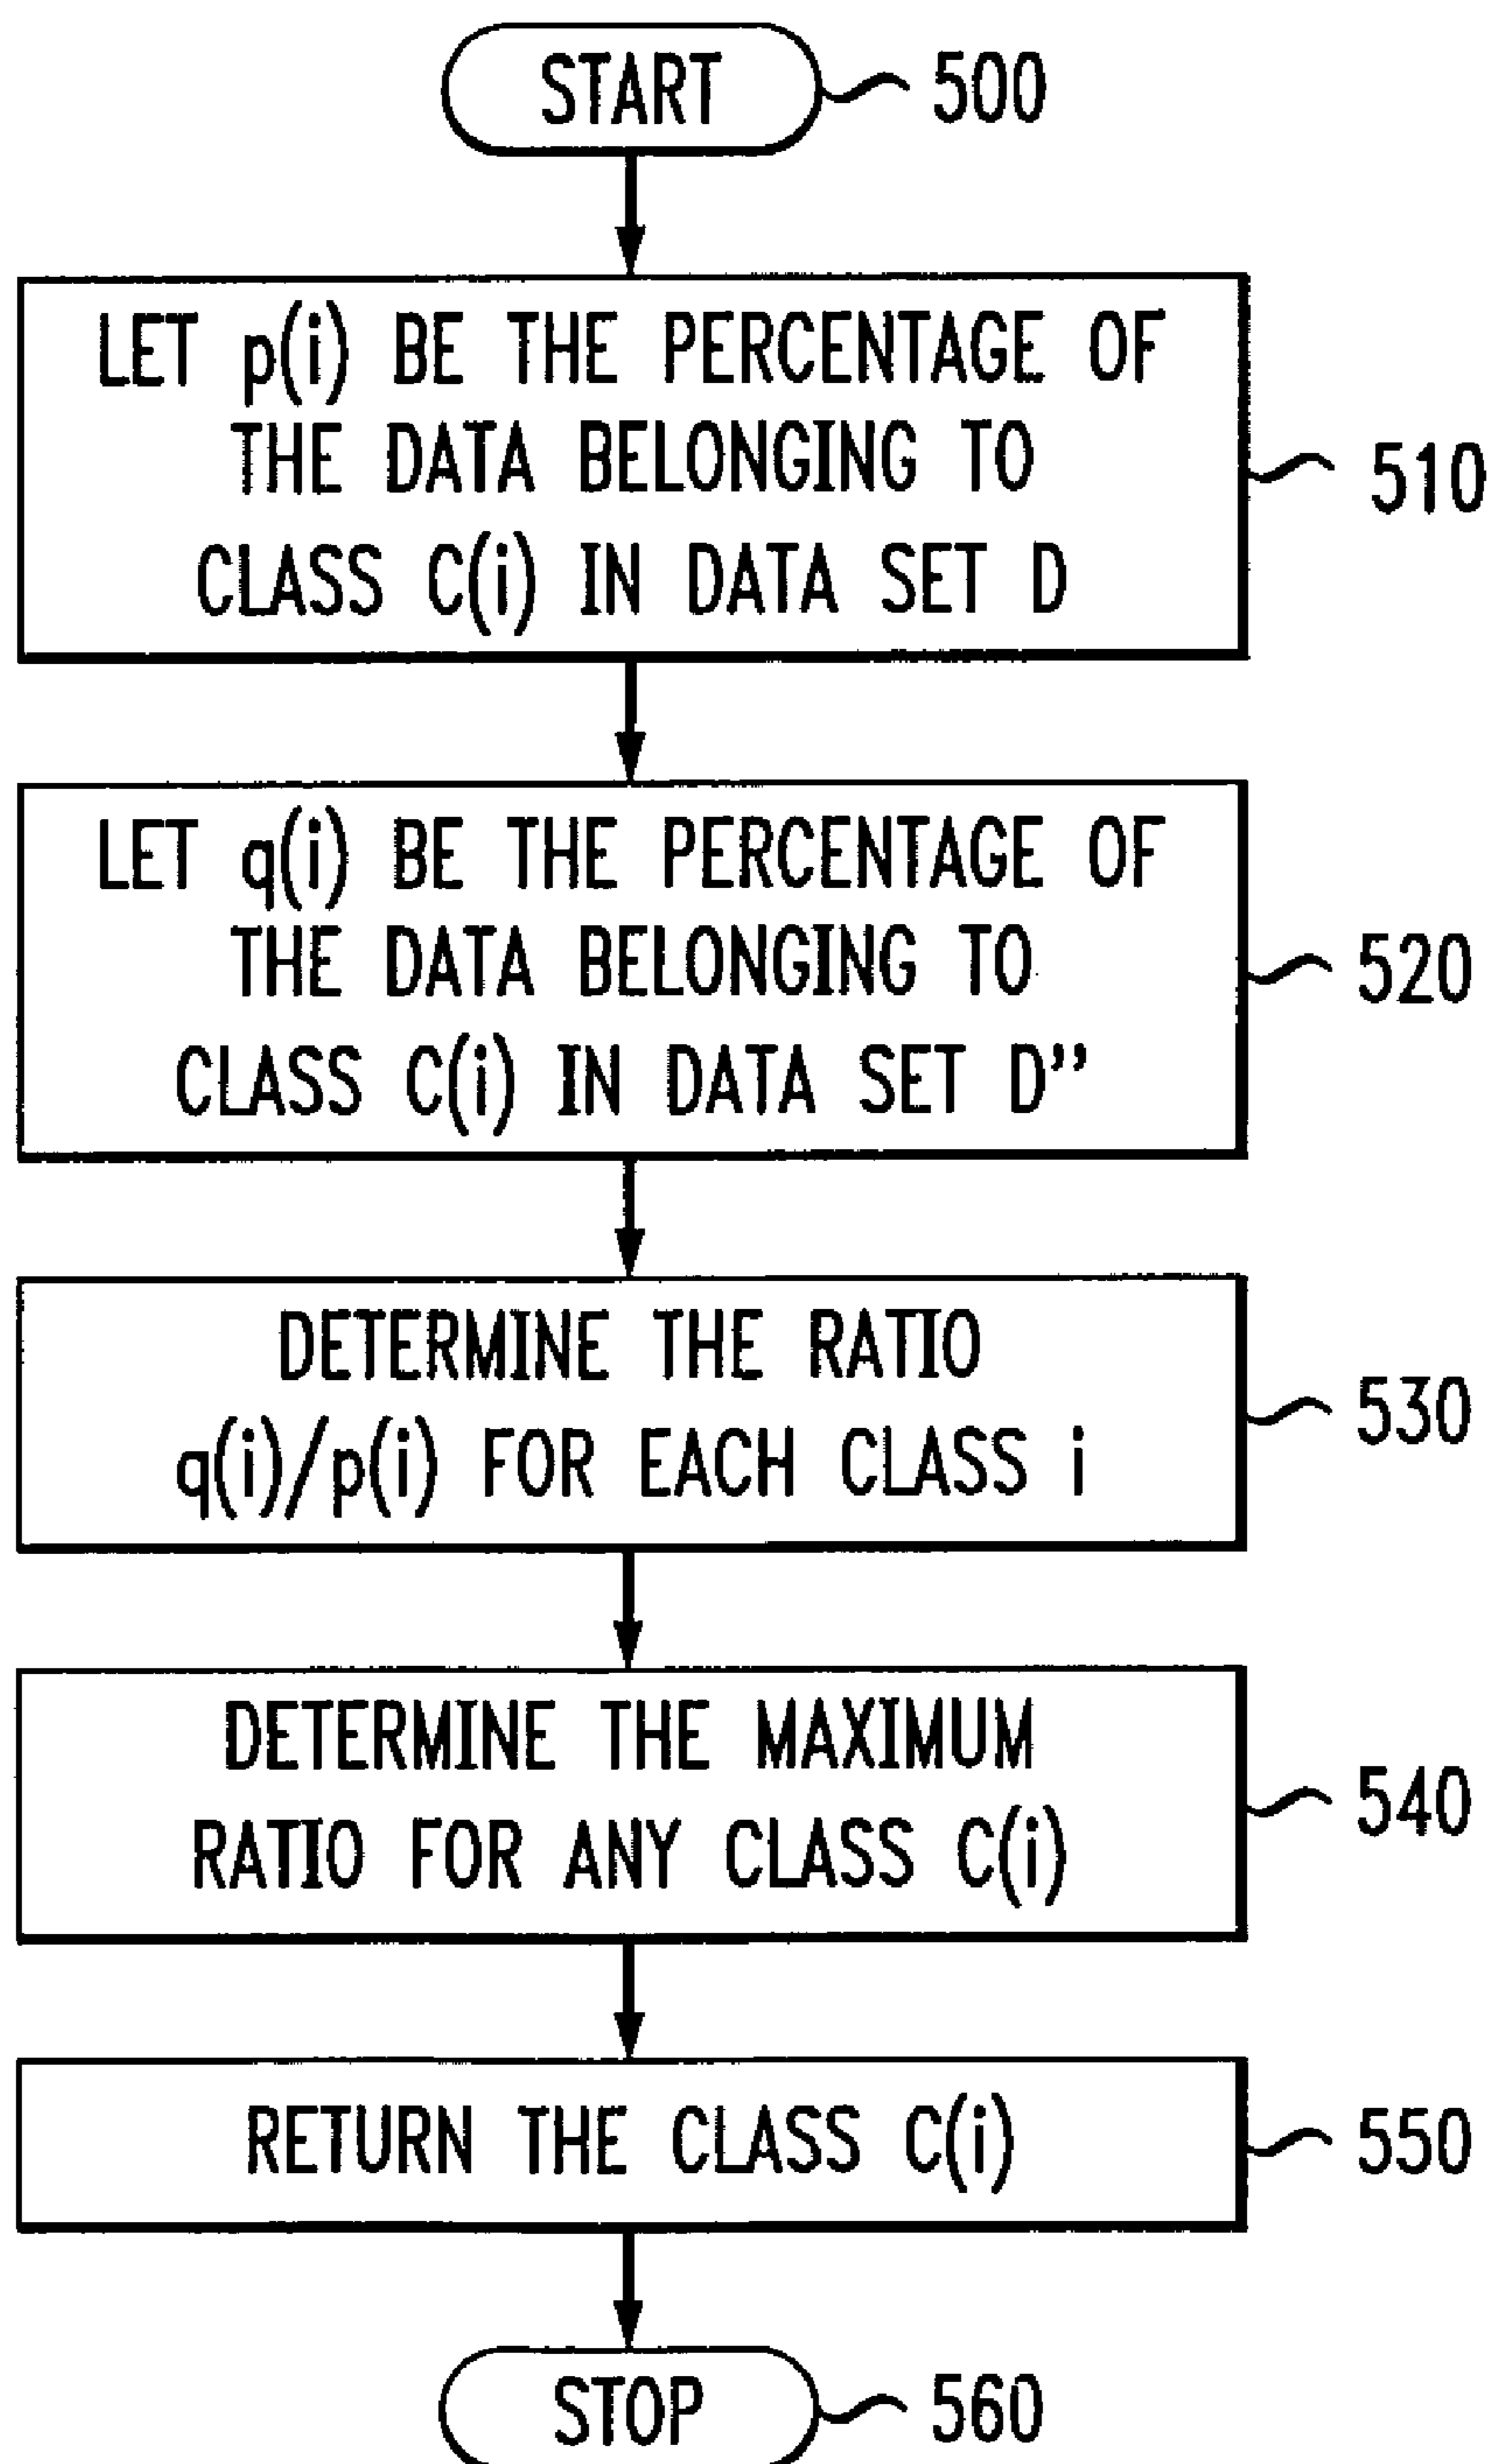 START
500
LET p(i) BE THE PERCENTAGE OF
THE DATA BELONGING TO
CLASS C(i) IN DATA SET D
510
LET q(i) BE THE PERCENTAGE OF
THE DATA BELONGING TO
CLASS C(i) IN DATA SET D’’
520
DETERMINE THE RATIO
q(i)/p(i) FOR EACH CLASS i
530
DETERMINE THE MAXIMUM
RATIO FOR ANY CLASS C(i)
540
RETURN THE CLASS C(i)
550
STOP
560